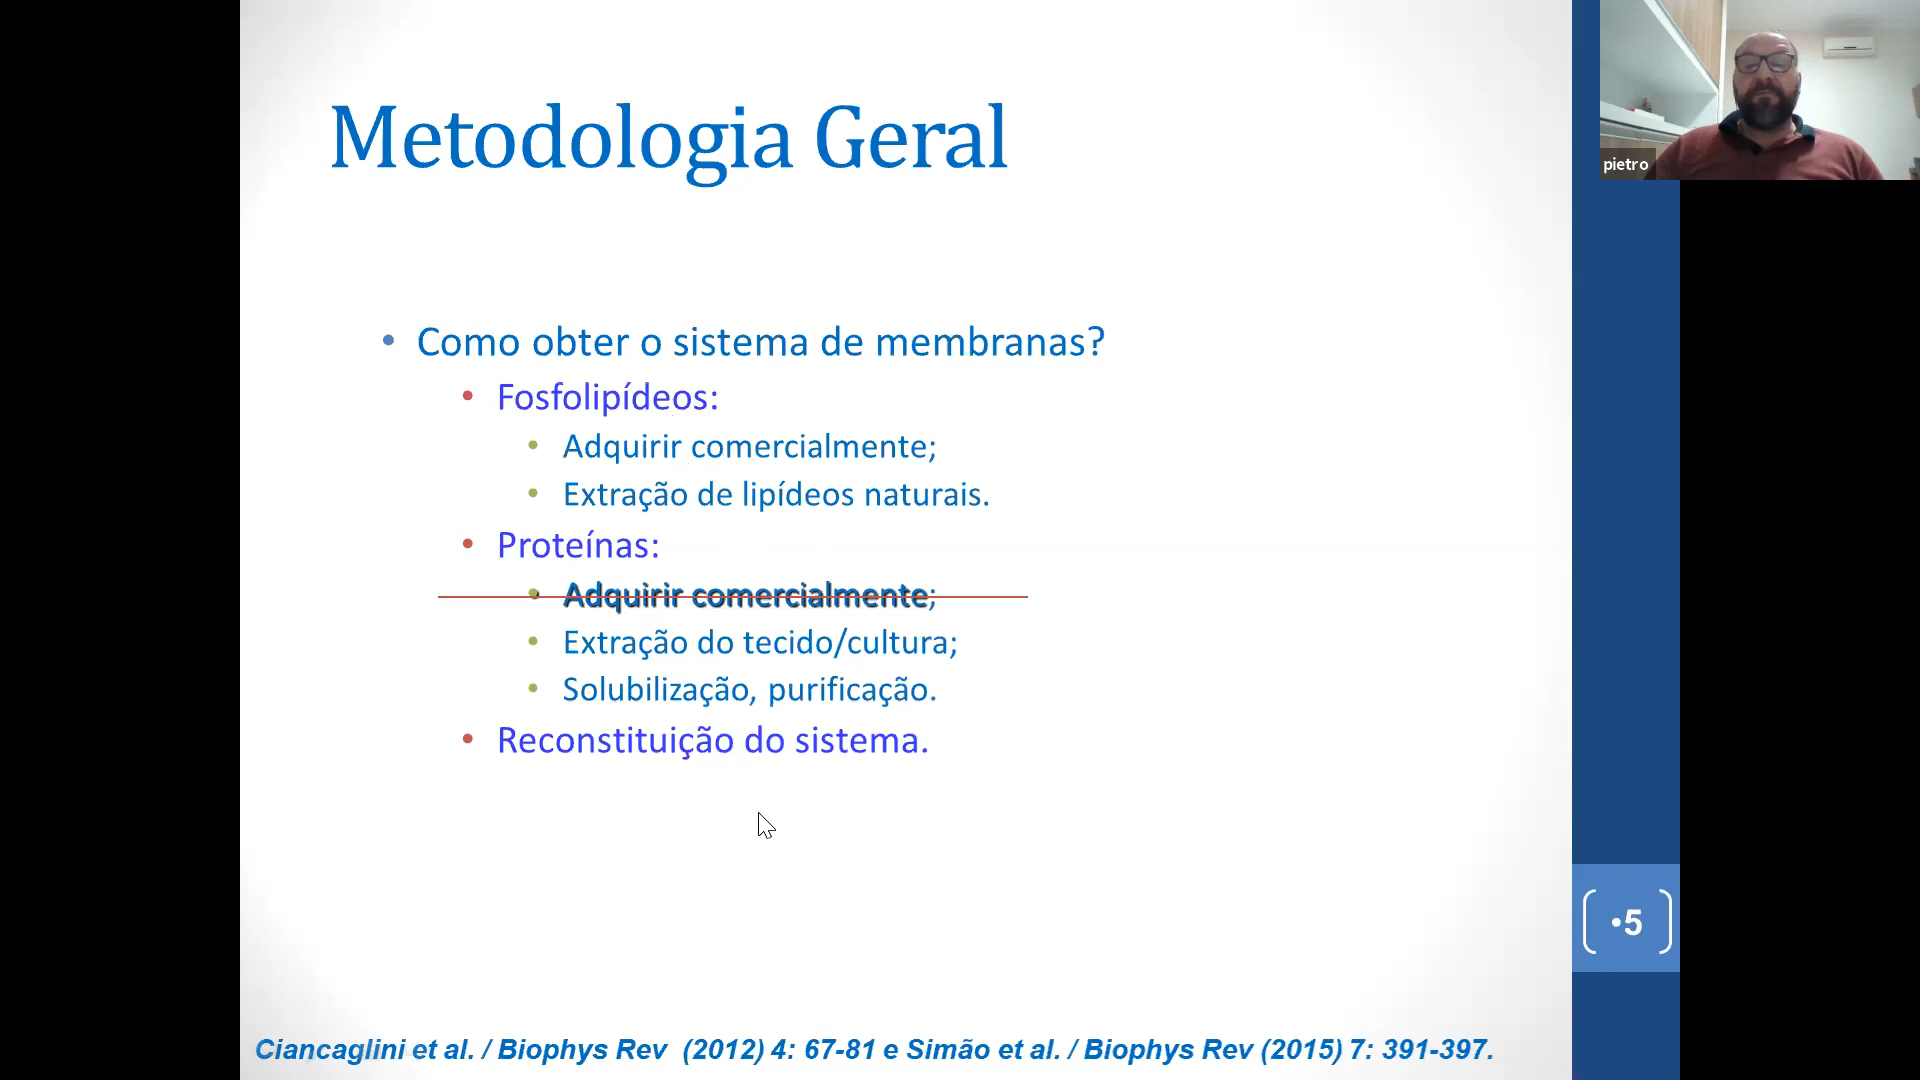 Metodologia Geral
pietro
• Como obter o sistema de membranas?
• Fosfolipídeos:
• Adquirir comercialmente;
• Extração de lipídeos naturais.
• Proteínas:
• Adquirir comercialmente;
• Extração do tecido/cultura;
• Solubilização, purificação.
• Reconstituição do sistema.
•5
Ciancaglini et al. / Biophys Rev (2012) 4: 67-81 e Simão et al. / Biophys Rev (2015) 7: 391-397.